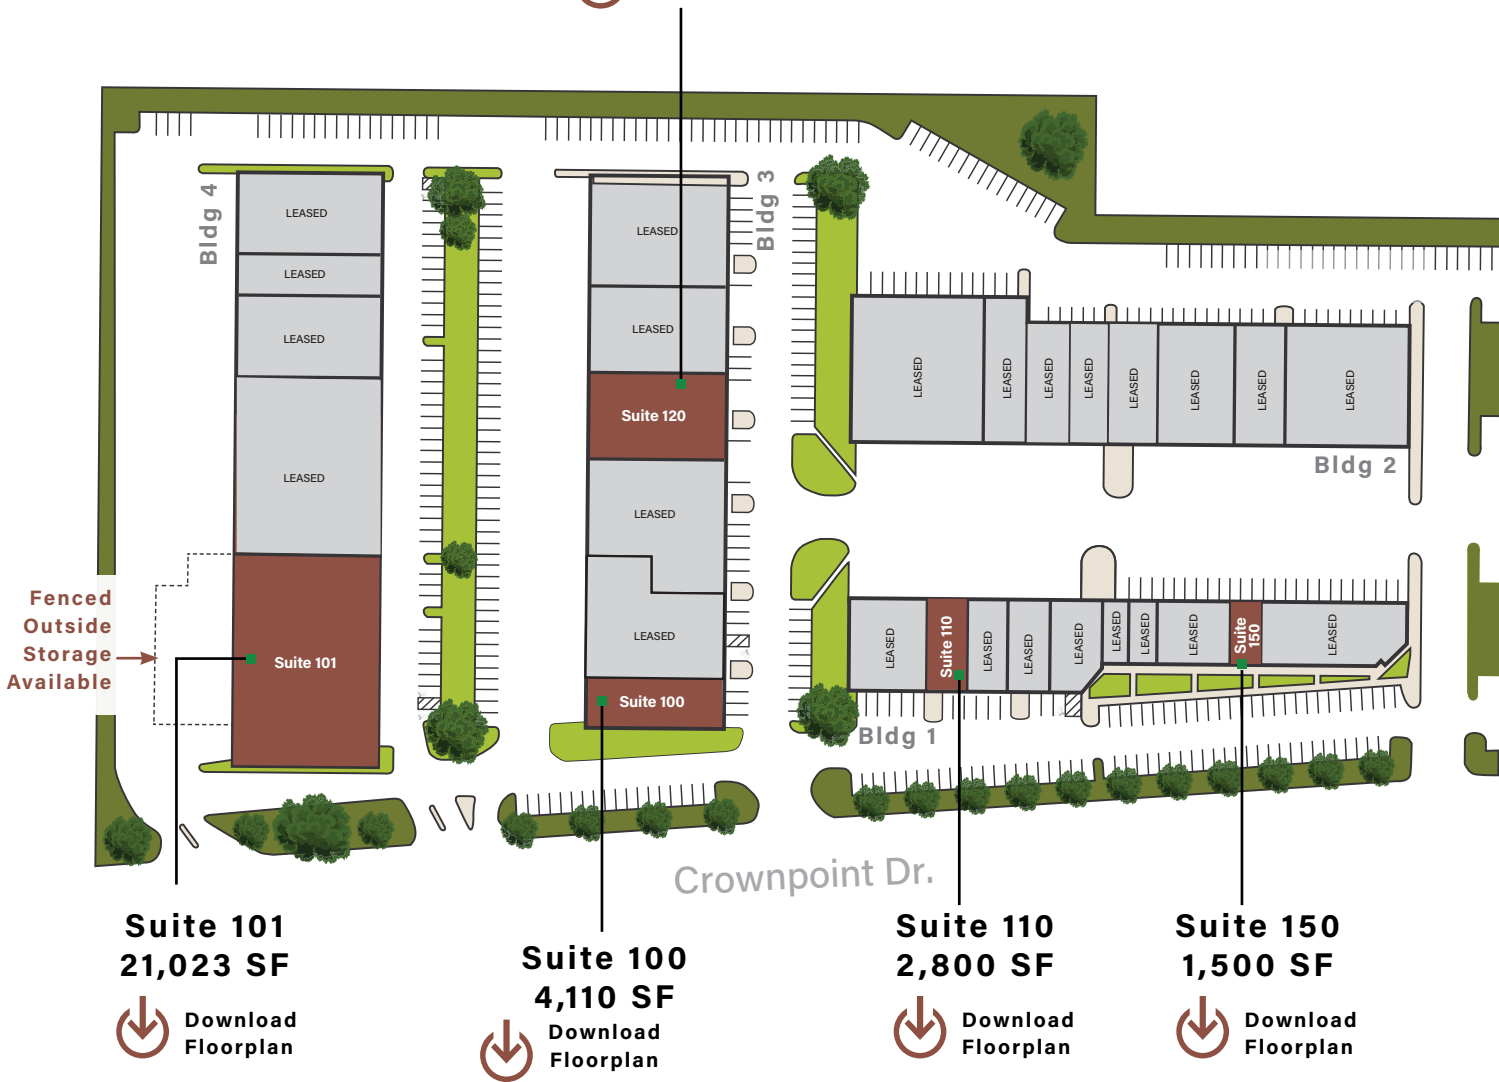 Bldg 4
LEASED
LEASED
LEASED
LEASED
Suite 101
Fenced
Outside
Storage
Available
Bldg 3
LEASED
LEASED
Suite 120
LEASED
LEASED
Suite 100
LEASED
LEASED
LEASED
LEASED
LEASED
LEASED
LEASED
LEASED
Bldg 2
LEASED
Suite 110
LEASED
LEASED
LEASED
LEASED
LEASED
LEASED
Suite
150
LEASED
Bldg 1
Crownpoint Dr.
Suite 101
21,023 SF
Download
Floorplan
Suite 100
4,110 SF
Download
Floorplan
Suite 110
2,800 SF
Download
Floorplan
Suite 150
1,500 SF
Download
Floorplan